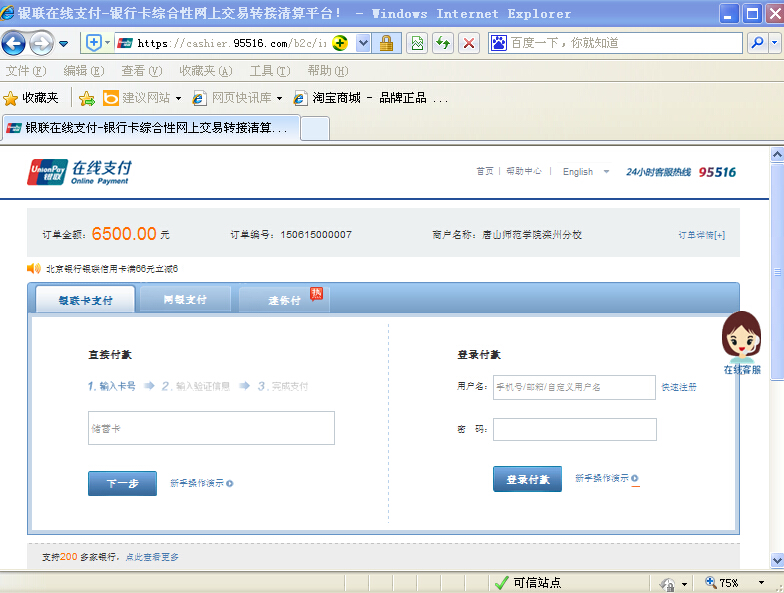 银联在线支付-银行卡综合性网上交易转接清算平台！ - Windows Internet Explorer
https://cashier.95516.com/b2c/in
百度一下，你就知道
文件(F) 编辑(E) 查看(V) 收藏夹(A) 工具(T) 帮助(H)
收藏夹 建议网站 网页快讯库 淘宝商城 - 品牌正品 ...
银联在线支付-银行卡综合性网上交易转接清算...
UnionPay 银联 在线支付 Online Payment
首页 | 帮助中心 | English 24小时客服热线 95516
订单金额： 6500.00 元 订单编号： 150615000007 商户名称： 唐山师范学院滦州分校 订单详情[+]
北京银行银联信用卡满66元立减6
银联卡支付 网银支付 迷你付 热
直接付款
1. 输入卡号 2. 输入验证信息 3. 完成支付
储蓄卡
下一步 新手操作演示
登录付款
用户名： 手机号/邮箱/自定义用户名 快速注册
密 码：
登录付款 新手操作演示
在线客服
支持200 多家银行， 点此查看更多
可信站点 75%